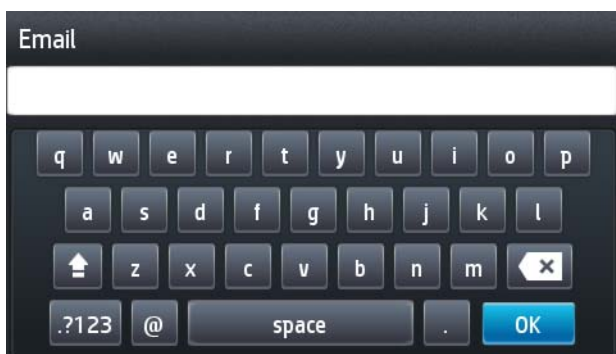 Email
q w e r t y u i o p
a s d f g h j k l
z x c v b n m
.?123 @ space . OK